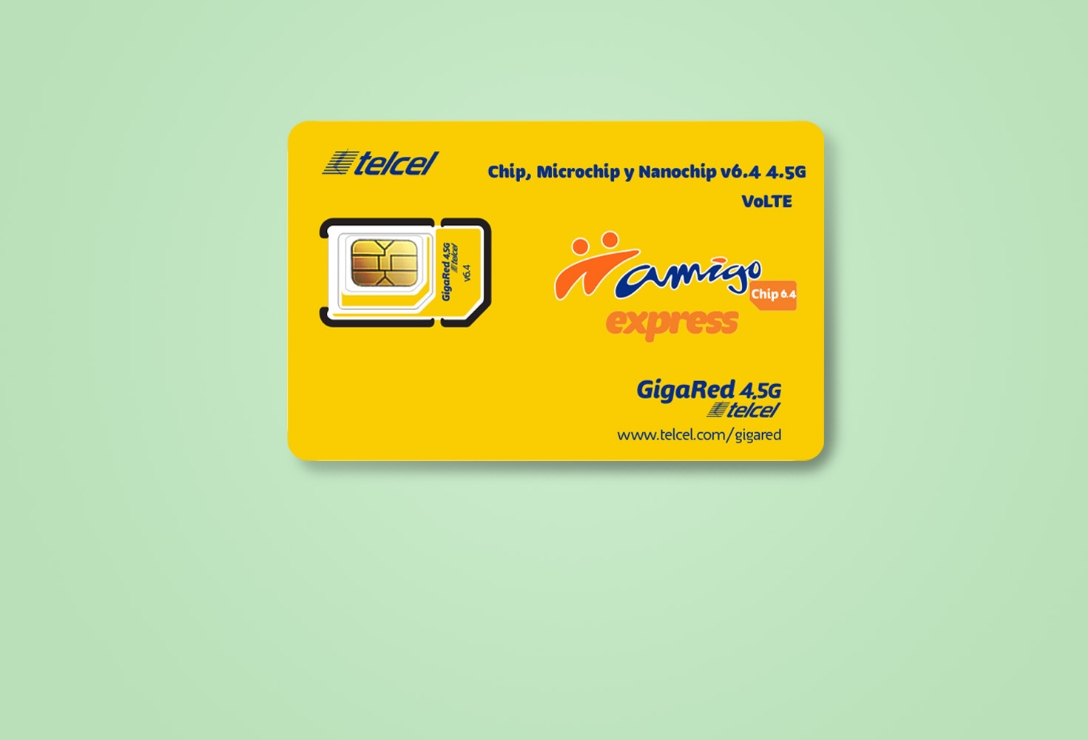 telcel
Chip, Microchip y Nanochip v6.4 4.5G
VoLTE
GigaRed 4.5G
telcel
v6.4
amigo
Chip 6.4
express
GigaRed 4.5G
telcel
www.telcel.com/gigared